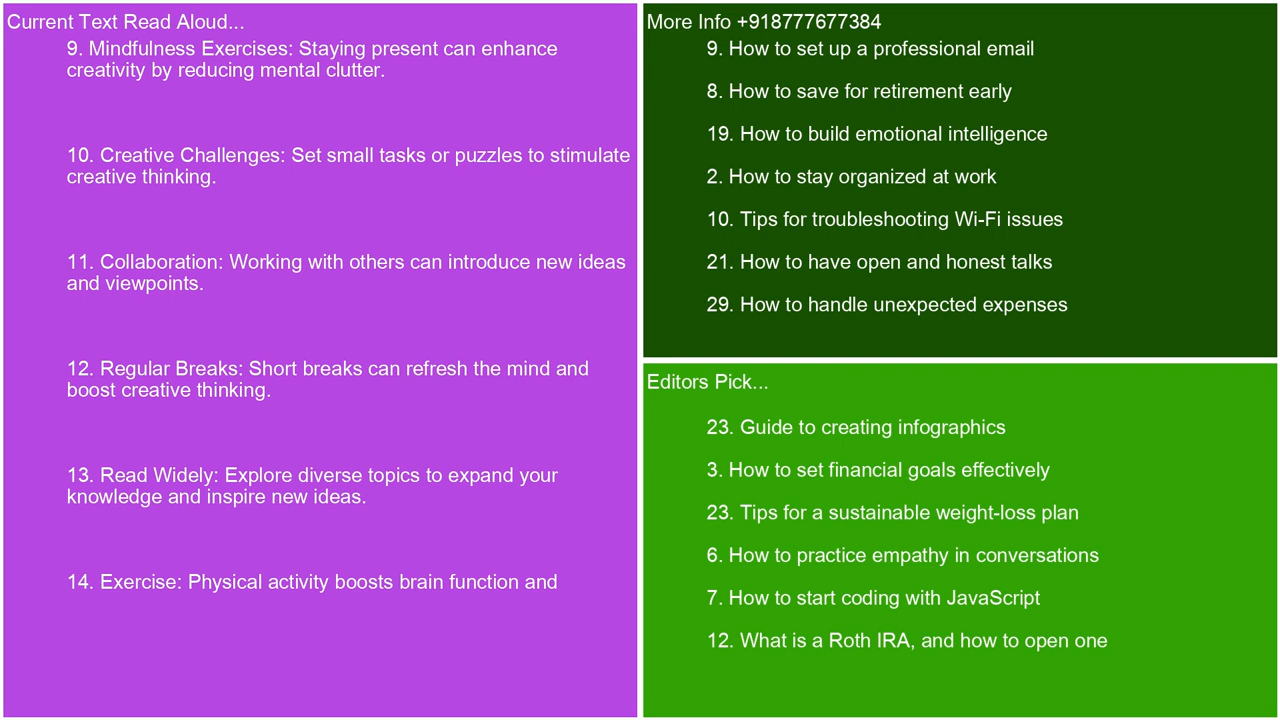 Current Text Read Aloud...
9. Mindfulness Exercises: Staying present can enhance
creativity by reducing mental clutter.
10. Creative Challenges: Set small tasks or puzzles to stimulate
creative thinking.
11. Collaboration: Working with others can introduce new ideas
and viewpoints.
12. Regular Breaks: Short breaks can refresh the mind and
boost creative thinking.
13. Read Widely: Explore diverse topics to expand your
knowledge and inspire new ideas.
14. Exercise: Physical activity boosts brain function and
More Info +918777677384
9. How to set up a professional email
8. How to save for retirement early
19. How to build emotional intelligence
2. How to stay organized at work
10. Tips for troubleshooting Wi-Fi issues
21. How to have open and honest talks
29. How to handle unexpected expenses
Editors Pick...
23. Guide to creating infographics
3. How to set financial goals effectively
23. Tips for a sustainable weight-loss plan
6. How to practice empathy in conversations
7. How to start coding with JavaScript
12. What is a Roth IRA, and how to open one